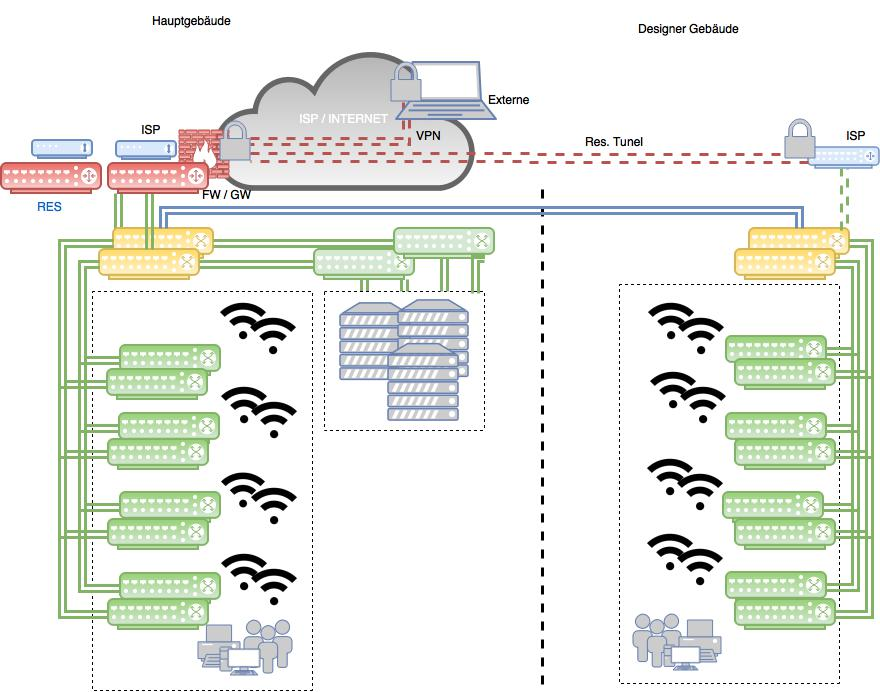 Hauptgebäude
Designer Gebäude
ISP / INTERNET
Externe
ISP
VPN
Res. Tunel
ISP
FW / GW
RES